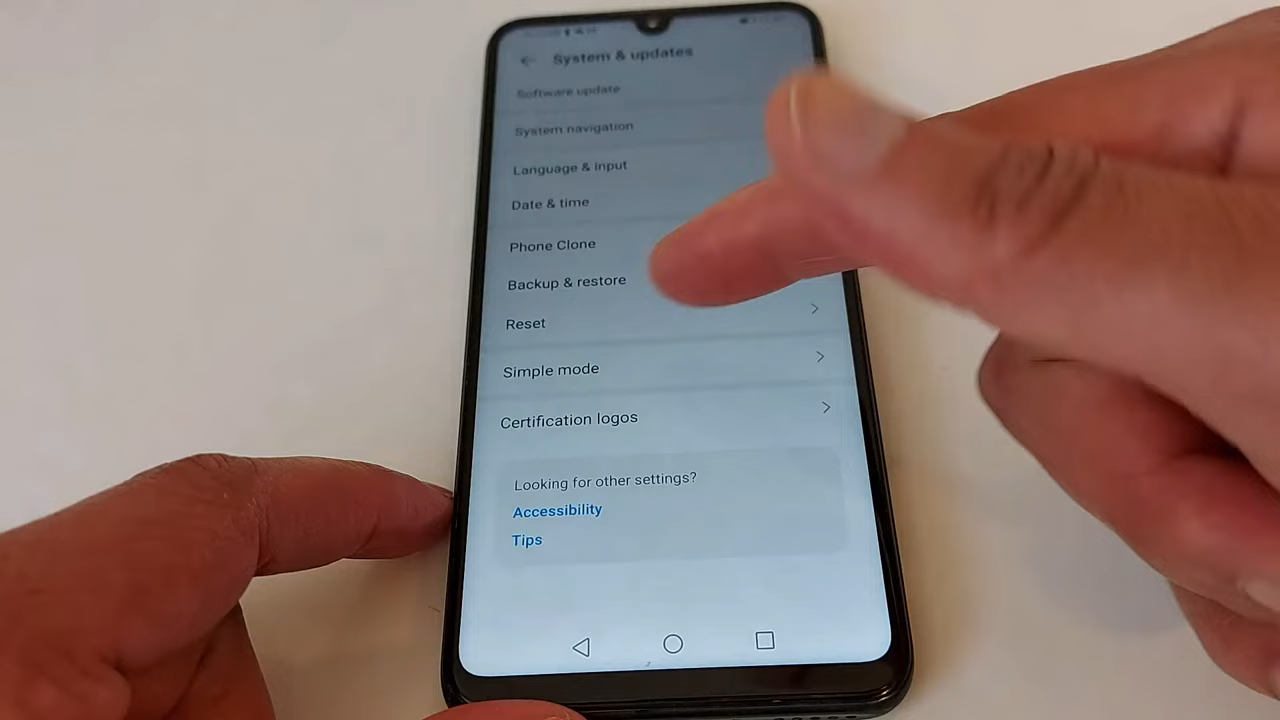 System & updates
Software update
System navigation
Language & input
Date & time
Phone Clone
Backup & restore
Reset
Simple mode
Certification logos
Looking for other settings?
Accessibility
Tips